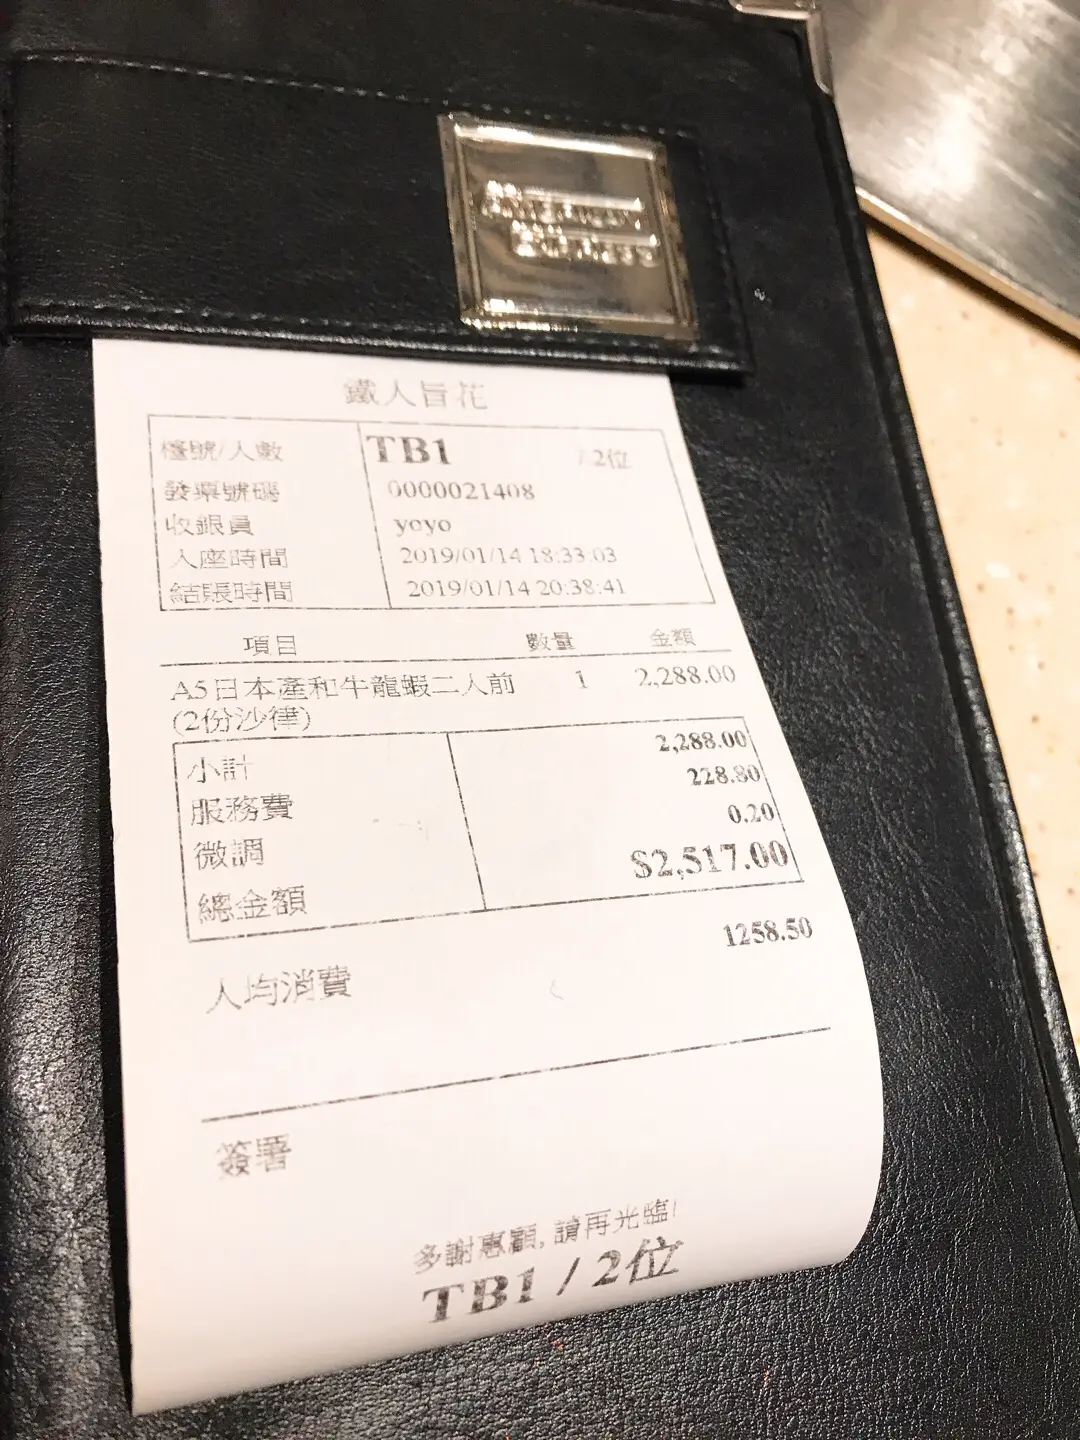 鐵人旨花
檯號/人數 TB1 / 2位
發票號碼 0000021408
收銀員 yoyo
入座時間 2019/01/14 18:33:03
結賬時間 2019/01/14 20:38:41
項目 數量 金額
A5日本產和牛龍蝦二人前 1 2,288.00
(2份沙律)
小計 2,288.00
服務費 228.80
微調 0.20
總金額 $2,517.00
人均消費 1258.50
簽署
多謝惠顧,請再光臨!
TB1 / 2位